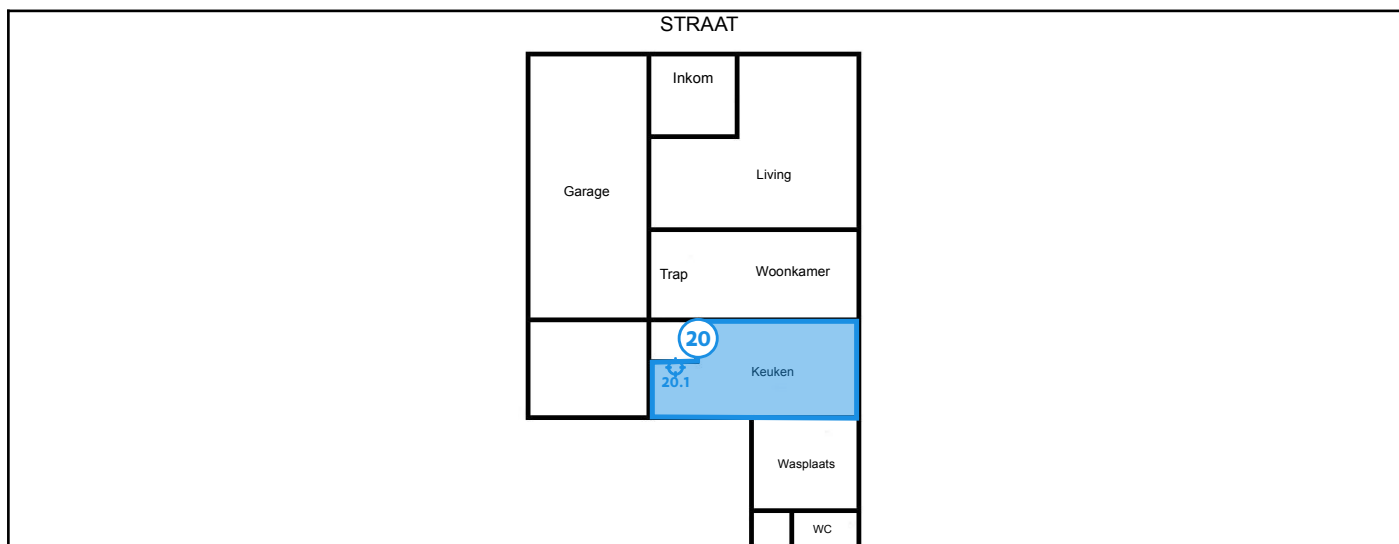 STRAAT
Inkom
Living
Garage
Trap
Woonkamer
20
20.1
Keuken
Wasplaats
WC